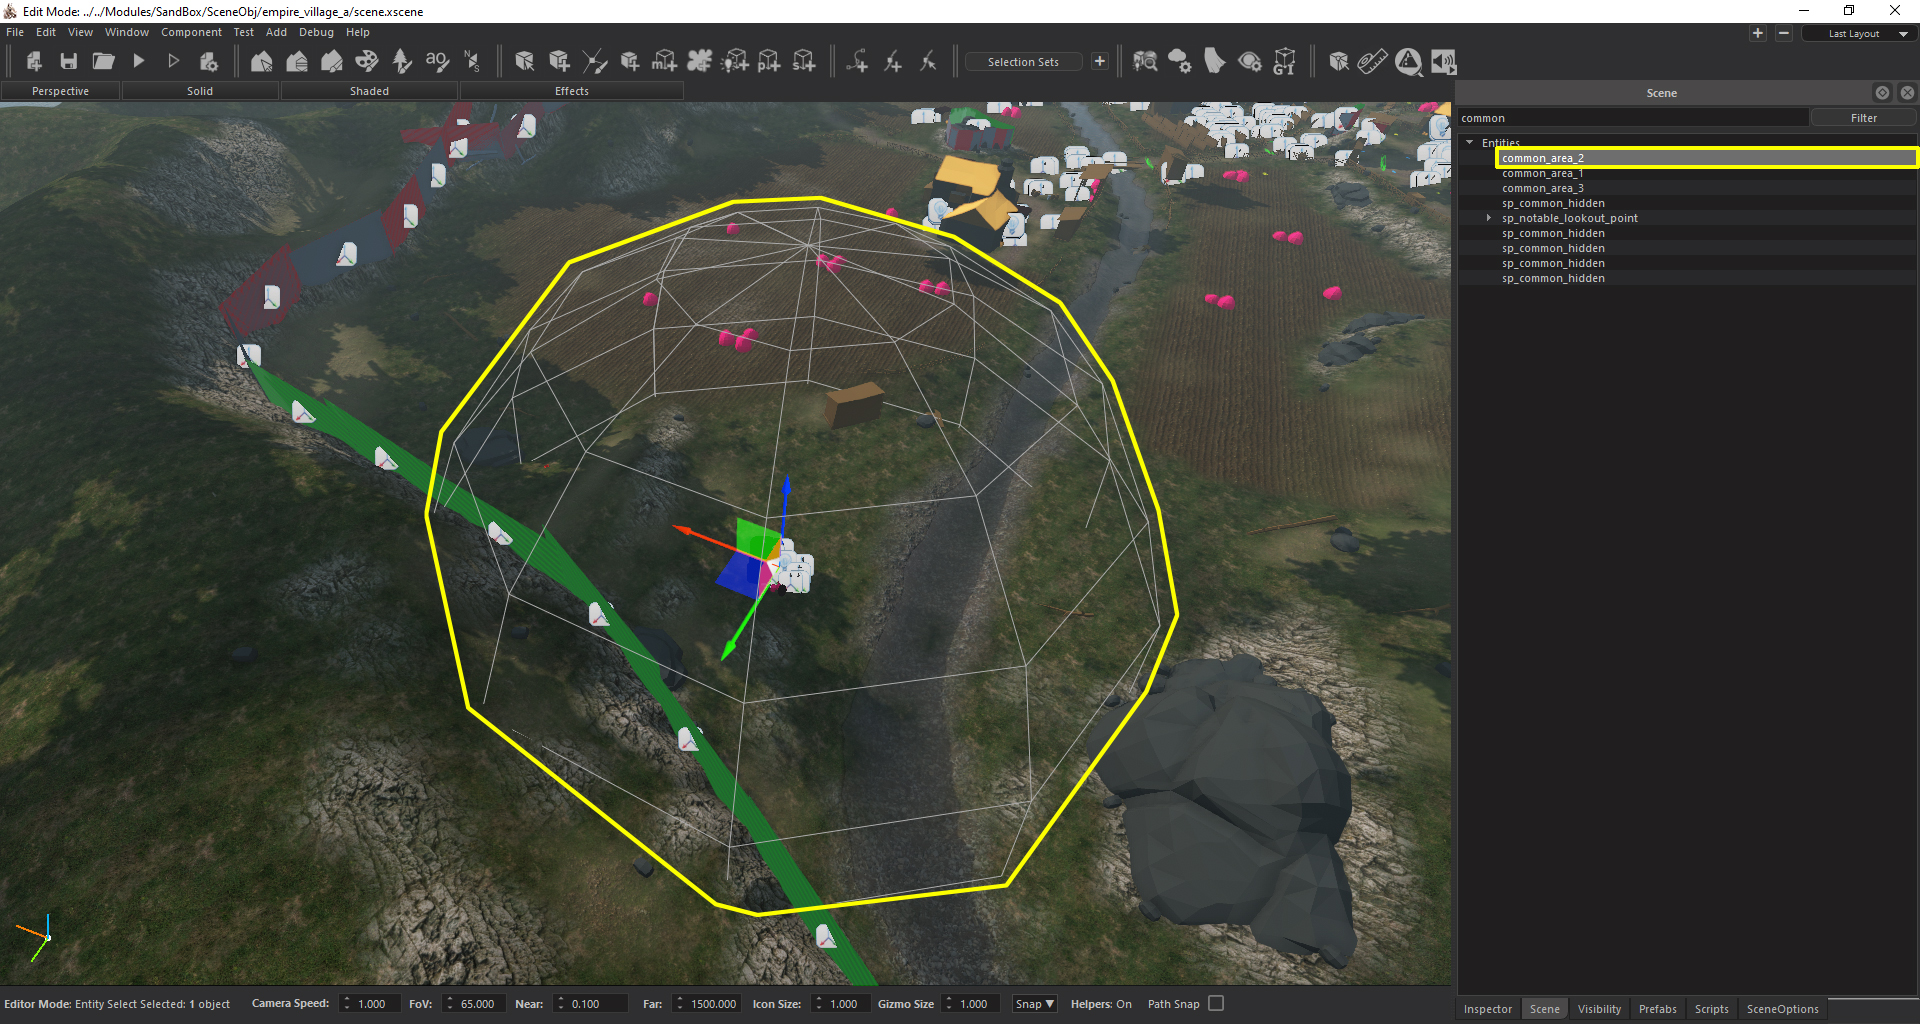 Edit Mode: ../../Modules/SandBox/SceneObj/empire_village_a/scene.xscene
File Edit View Window Component Test Add Debug Help
Last Layout
Selection Sets
Perspective Solid Shaded Effects
Scene
common Filter
Entities
common_area_2
common_area_1
common_area_3
sp_common_hidden
sp_notable_lookout_point
sp_common_hidden
sp_common_hidden
sp_common_hidden
sp_common_hidden
Editor Mode: Entity Select Selected: 1 object Camera Speed: 1.000 FoV: 65.000 Near: 0.100 Far: 1500.000 Icon Size: 1.000 Gizmo Size 1.000 Snap Helpers: On Path Snap
Inspector Scene Visibility Prefabs Scripts SceneOptions